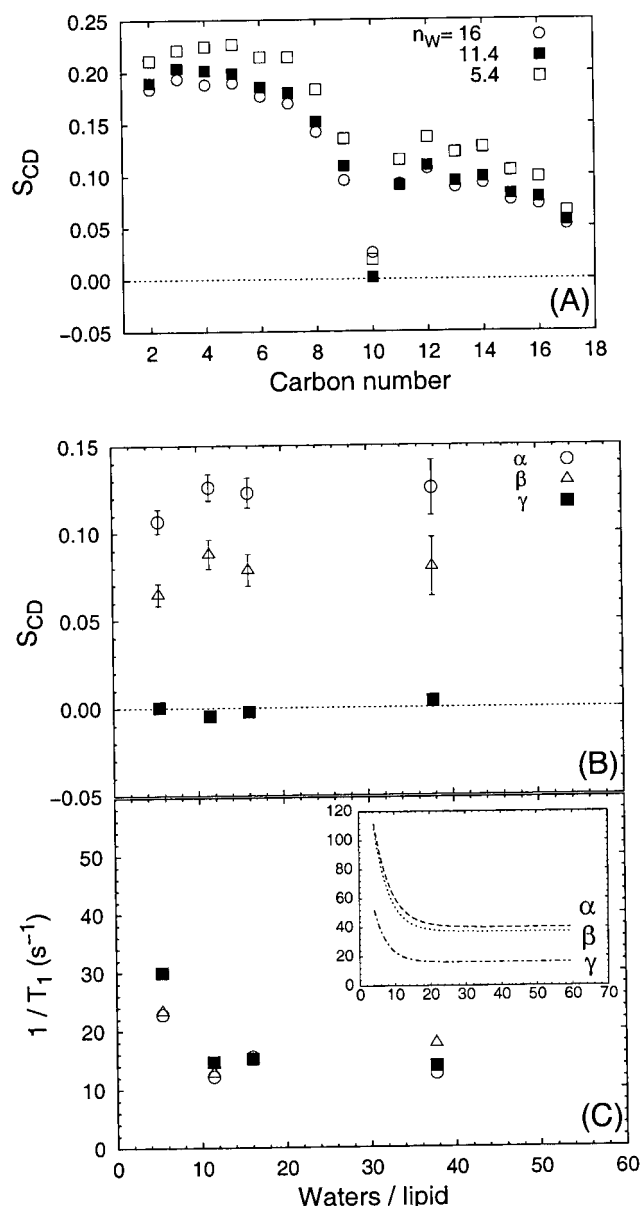 0.25
0.20
0.15
0.10
0.05
0.00
−0.05
S_CD
n_W = 16
11.4
5.4
(A)
2 4 6 8 10 12 14 16 18
Carbon number
0.15
0.10
0.05
0.00
−0.05
S_CD
α
β
γ
(B)
50
40
30
20
10
0
1 / T_1 (s^-1)
120
100
80
60
40
20
0
α
β
γ
0 10 20 30 40 50 60 70
(C)
0 10 20 30 40 50 60
Waters / lipid